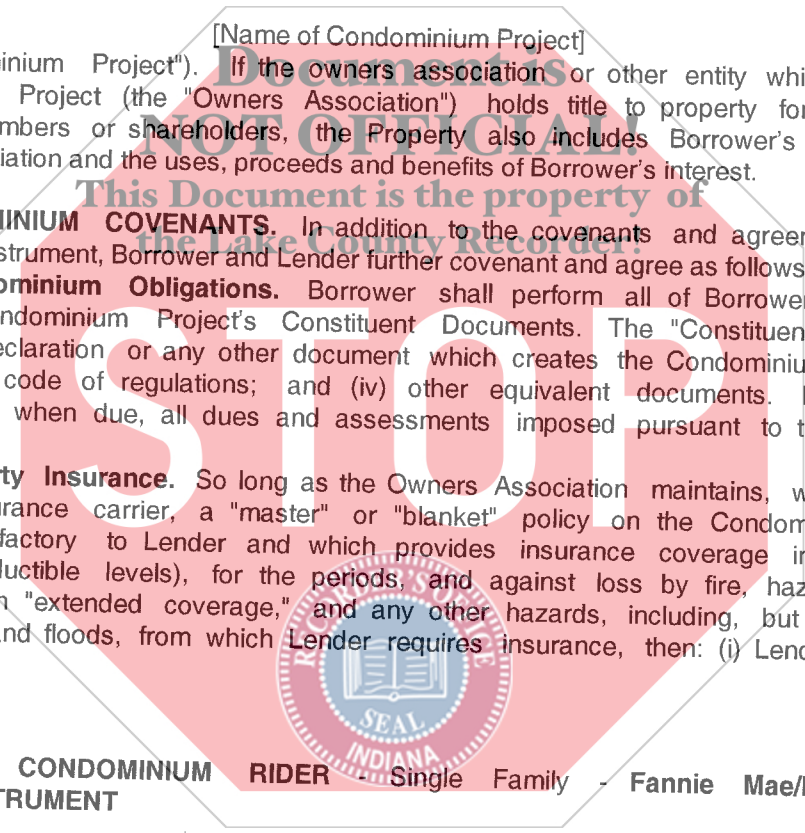 [Name of Condominium Project]
inium Project"). If the owners association or other entity whi
Project (the "Owners Association") holds title to property for
mbers or shareholders, the Property also includes Borrower's
iation and the uses, proceeds and benefits of Borrower's interest.
Document is
NOT OFFICIAL!
This Document is the property of
the Lake County Recorder!
MINIUM COVENANTS. In addition to the covenants and agreer
strument, Borrower and Lender further covenant and agree as follows
ominium Obligations. Borrower shall perform all of Borrower
ndominium Project's Constituent Documents. The "Constituen
eclaration or any other document which creates the Condominiu
code of regulations; and (iv) other equivalent documents.
when due, all dues and assessments imposed pursuant to t
STOP
rty Insurance. So long as the Owners Association maintains, w
urance carrier, a "master" or "blanket" policy on the Condom
factory to Lender and which provides insurance coverage in
luctible levels), for the periods, and against loss by fire, haz
n "extended coverage," and any other hazards, including, but
nd floods, from which Lender requires insurance, then: (i) Lend
RECORDER'S OFFICE
SEAL
INDIANA
CONDOMINIUM RIDER - Single Family - Fannie Mae/
TRUMENT